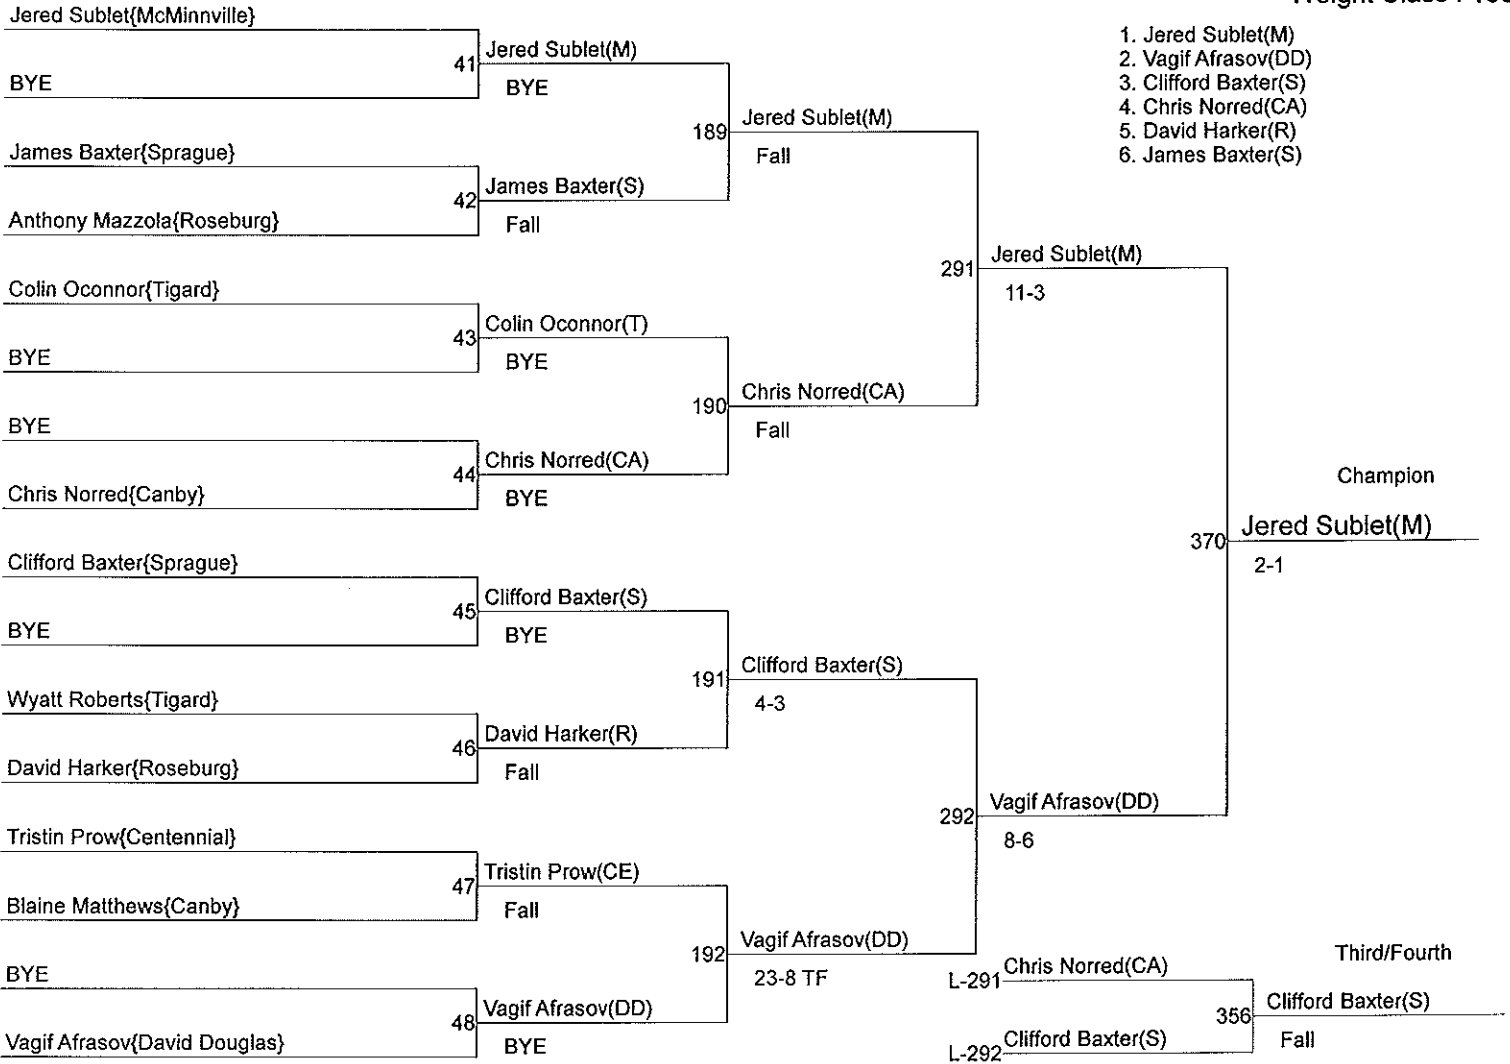 Jered Sublet{McMinnville}
41
Jered Sublet(M)
BYE
BYE
189
Jered Sublet(M)
Fall
James Baxter{Sprague}
42
James Baxter(S)
Fall
Anthony Mazzola{Roseburg}
291
Jered Sublet(M)
11-3
Colin Oconnor{Tigard}
43
Colin Oconnor(T)
BYE
BYE
190
Chris Norred(CA)
Fall
BYE
44
Chris Norred(CA)
BYE
Chris Norred{Canby}
Champion
370
Jered Sublet(M)
2-1
Clifford Baxter{Sprague}
45
Clifford Baxter(S)
BYE
BYE
191
Clifford Baxter(S)
4-3
Wyatt Roberts{Tigard}
46
David Harker(R)
Fall
David Harker{Roseburg}
292
Vagif Afrasov(DD)
8-6
Tristin Prow{Centennial}
47
Tristin Prow(CE)
Fall
Blaine Matthews{Canby}
192
Vagif Afrasov(DD)
23-8 TF
BYE
48
Vagif Afrasov(DD)
BYE
Vagif Afrasov{David Douglas}
1. Jered Sublet(M)
2. Vagif Afrasov(DD)
3. Clifford Baxter(S)
4. Chris Norred(CA)
5. David Harker(R)
6. James Baxter(S)
Third/Fourth
L-291
Chris Norred(CA)
356
Clifford Baxter(S)
Fall
L-292
Clifford Baxter(S)